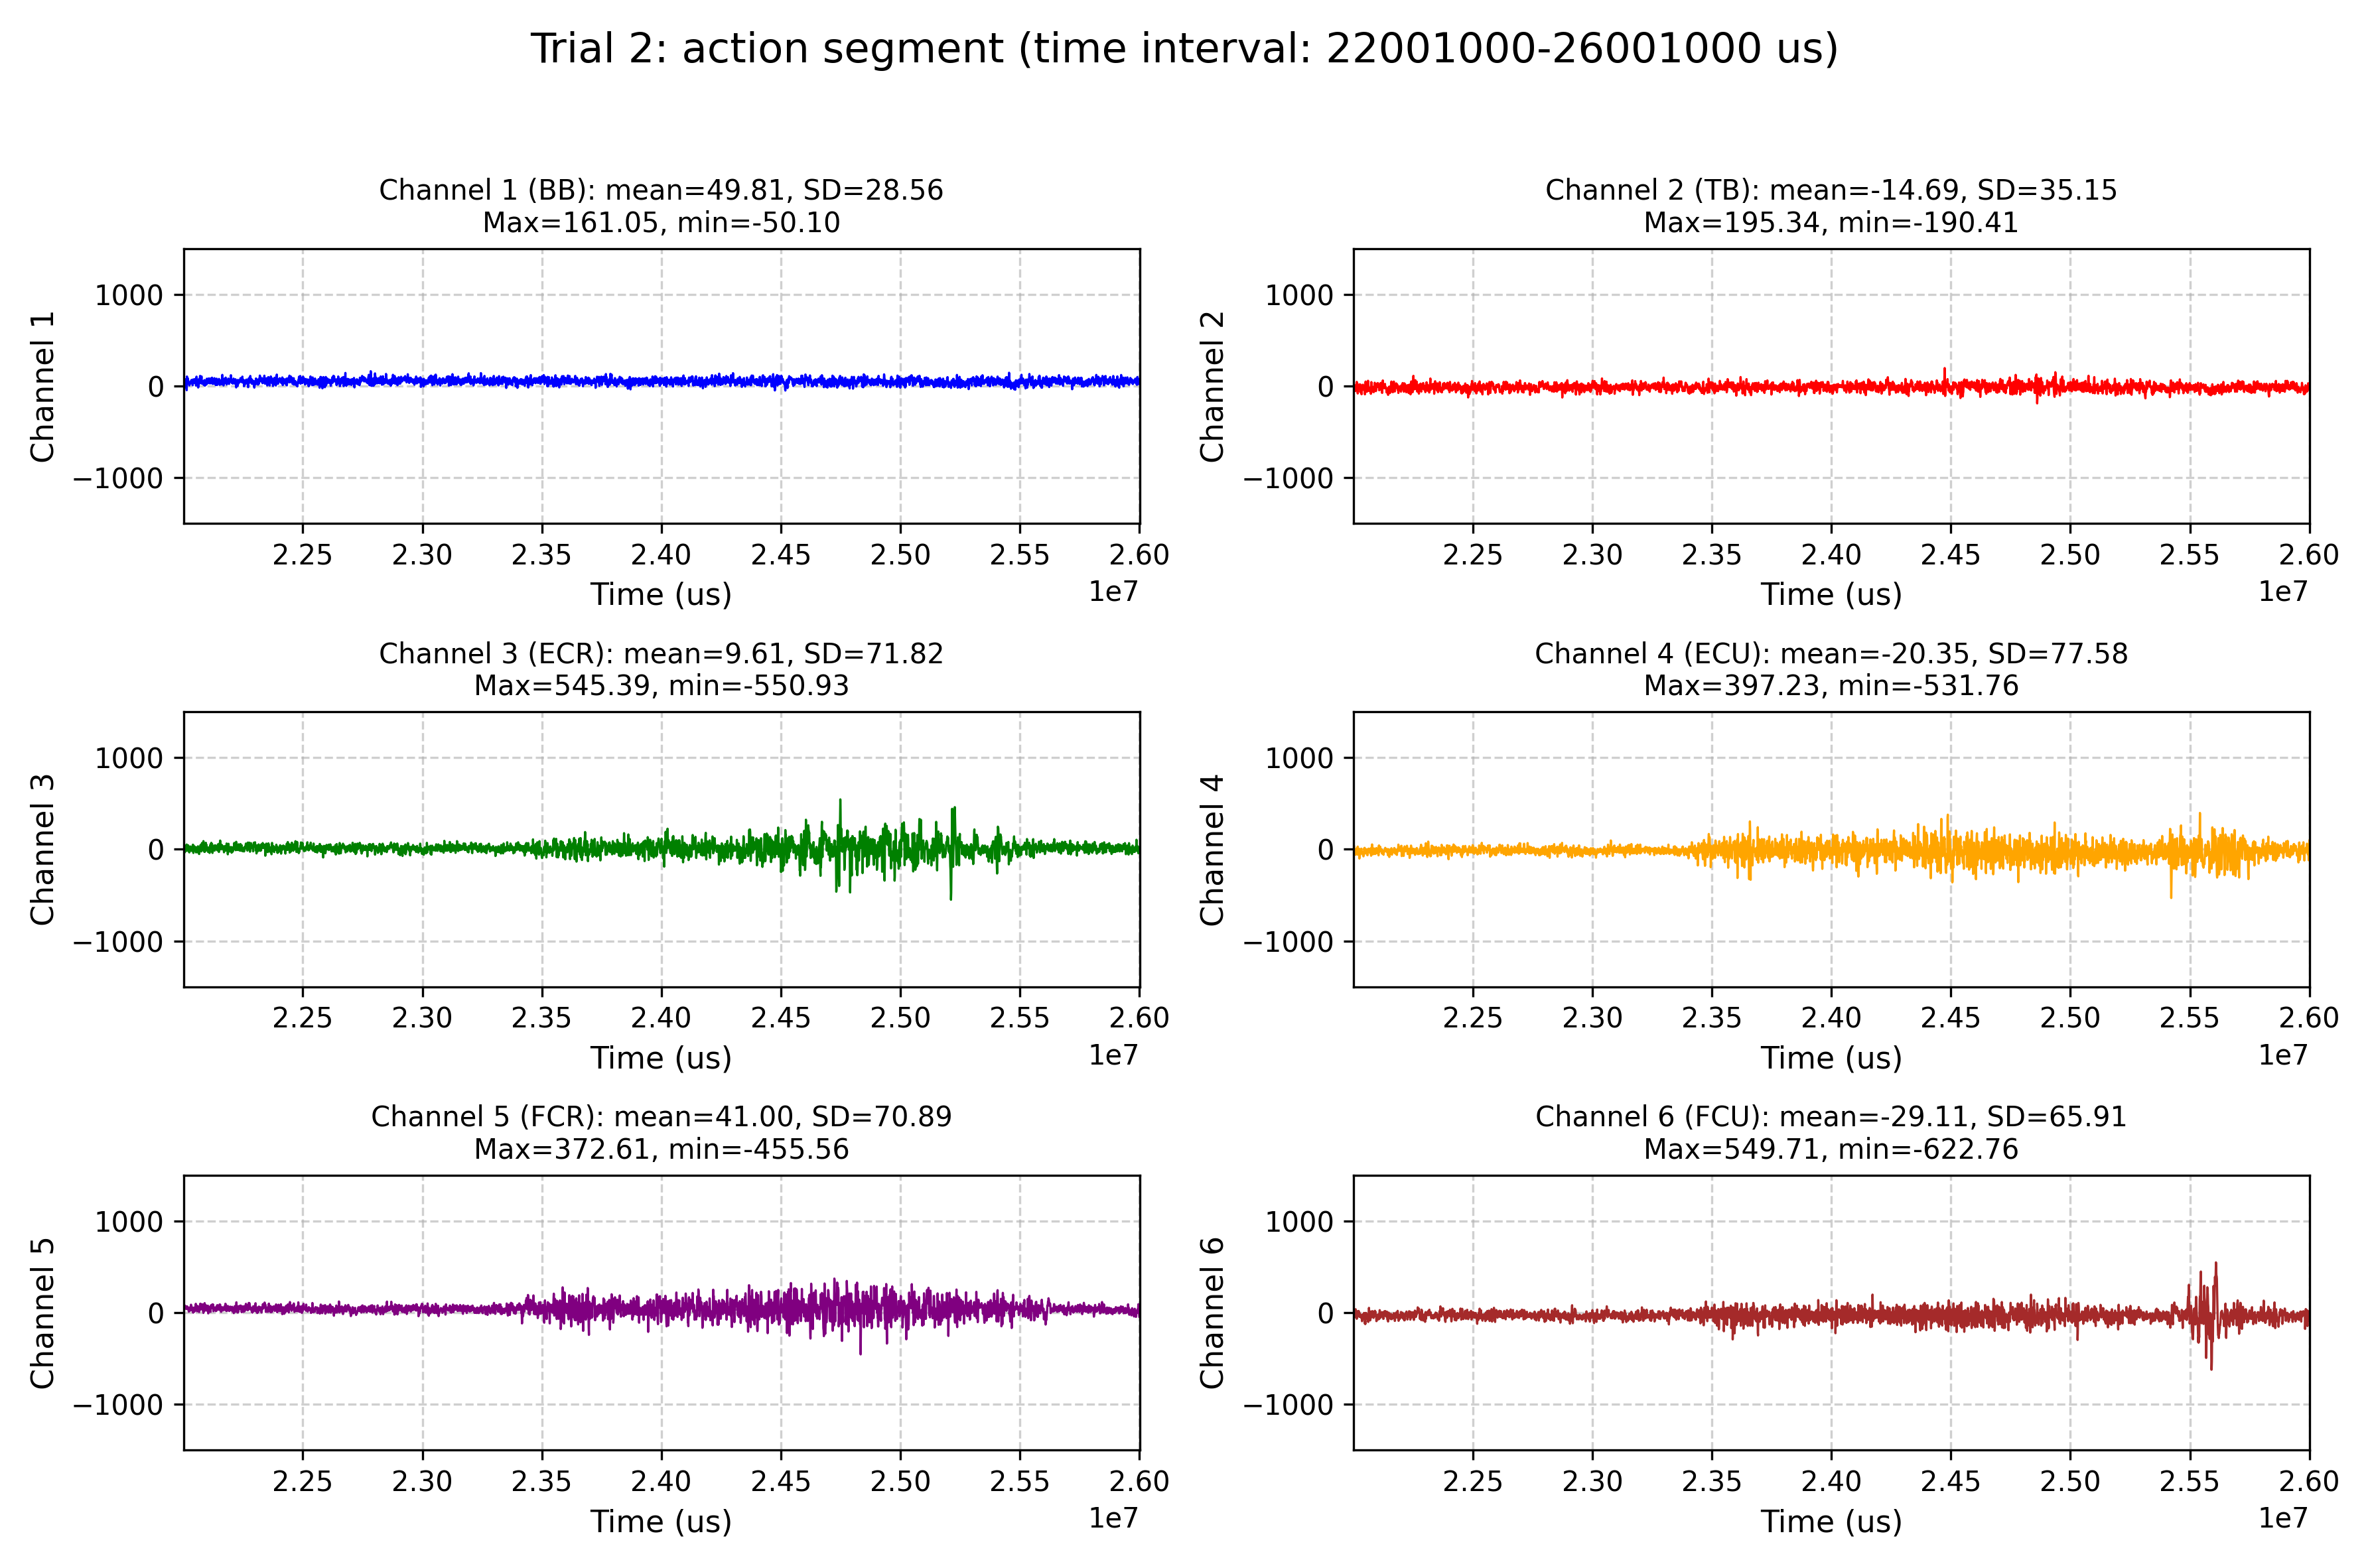 Trial 2: action segment (time interval: 22001000-26001000 us)
Channel 1 (BB): mean=49.81, SD=28.56
Max=161.05, min=-50.10
Channel 1
1000
0
−1000
2.25 2.30 2.35 2.40 2.45 2.50 2.55 2.60
Time (us)
1e7
Channel 2 (TB): mean=-14.69, SD=35.15
Max=195.34, min=-190.41
Channel 2
1000
0
−1000
2.25 2.30 2.35 2.40 2.45 2.50 2.55 2.60
Time (us)
1e7
Channel 3 (ECR): mean=9.61, SD=71.82
Max=545.39, min=-550.93
Channel 3
1000
0
−1000
2.25 2.30 2.35 2.40 2.45 2.50 2.55 2.60
Time (us)
1e7
Channel 4 (ECU): mean=-20.35, SD=77.58
Max=397.23, min=-531.76
Channel 4
1000
0
−1000
2.25 2.30 2.35 2.40 2.45 2.50 2.55 2.60
Time (us)
1e7
Channel 5 (FCR): mean=41.00, SD=70.89
Max=372.61, min=-455.56
Channel 5
1000
0
−1000
2.25 2.30 2.35 2.40 2.45 2.50 2.55 2.60
Time (us)
1e7
Channel 6 (FCU): mean=-29.11, SD=65.91
Max=549.71, min=-622.76
Channel 6
1000
0
−1000
2.25 2.30 2.35 2.40 2.45 2.50 2.55 2.60
Time (us)
1e7